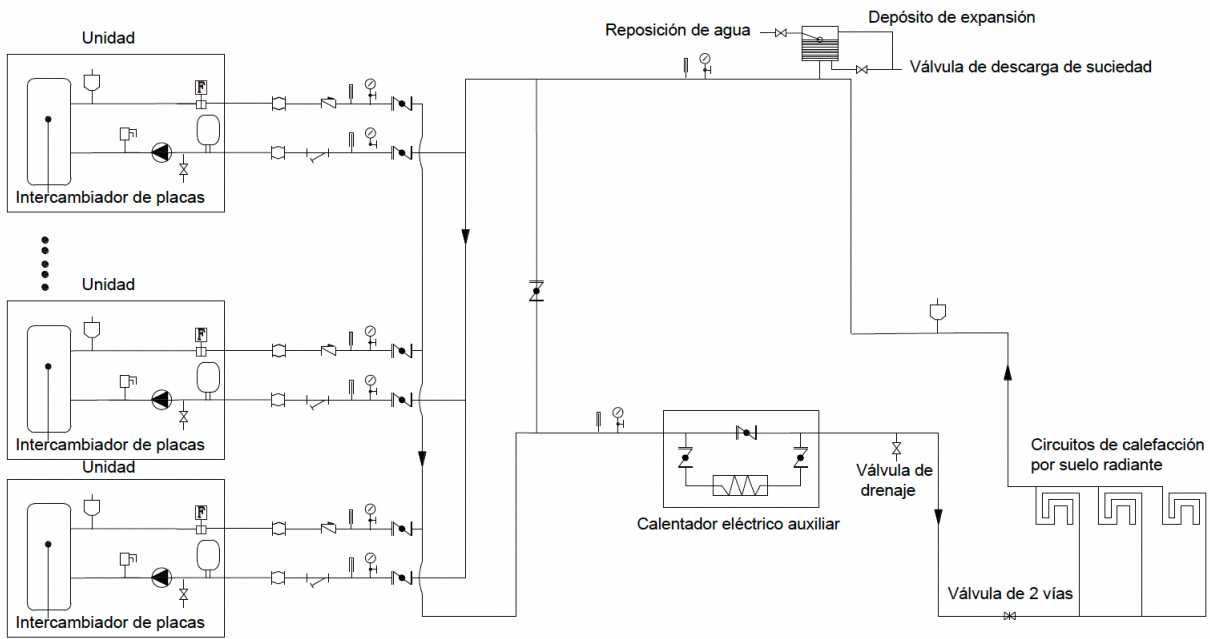 Unidad
F
Intercambiador de placas
Unidad
F
Intercambiador de placas
Unidad
F
Intercambiador de placas
Reposición de agua
Depósito de expansión
Válvula de descarga de suciedad
Calentador eléctrico auxiliar
Válvula de
drenaje
Circuitos de calefacción
por suelo radiante
Válvula de 2 vías